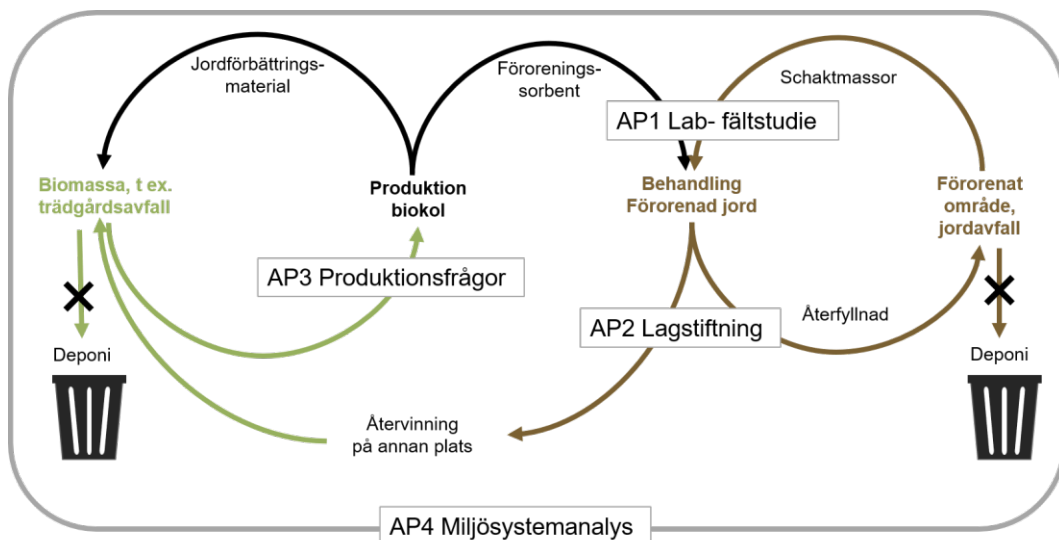 Jordförbättrings-
material
Förorenings-
sorbent
Schaktmassor
AP1 Lab- fältstudie
Biomassa, t ex.
trädgårdsavfall
Produktion
biokol
Behandling
Förorenad jord
Förorenat
område,
jordavfall
AP3 Produktionsfrågor
AP2 Lagstiftning
Återfyllnad
Deponi
Deponi
Återvinning
på annan plats
AP4 Miljösystemanalys